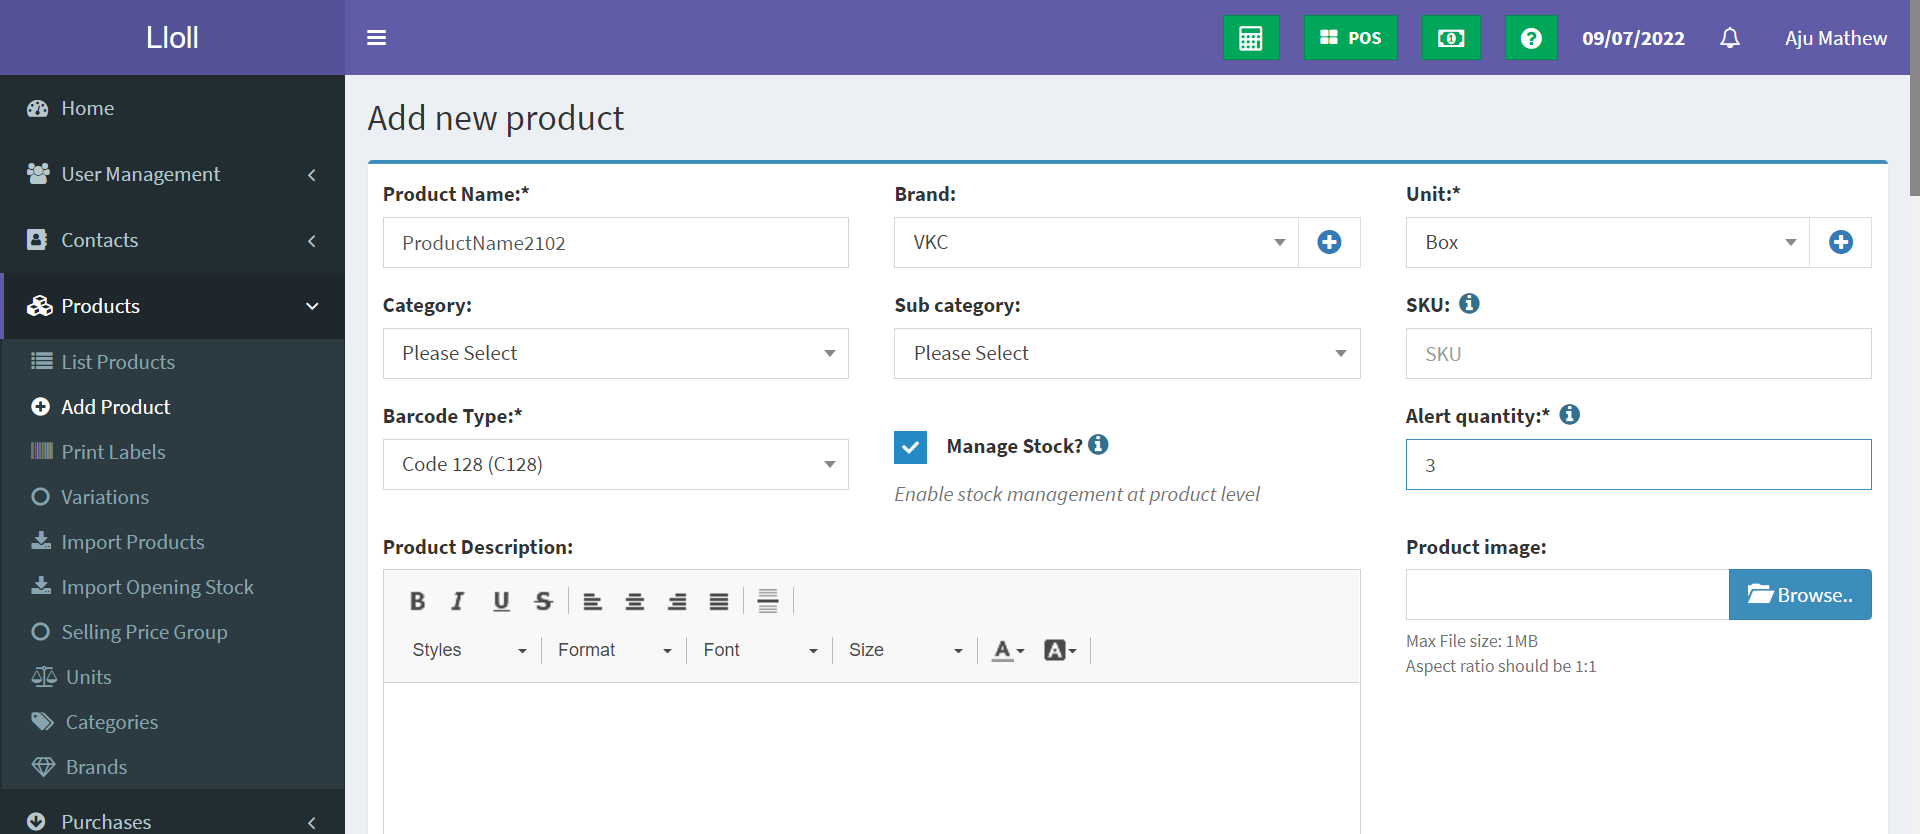 Lloll
POS
09/07/2022
Aju Mathew
Home
User Management
Contacts
Products
List Products
Add Product
Print Labels
Variations
Import Products
Import Opening Stock
Selling Price Group
Units
Categories
Brands
Purchases
Add new product
Product Name:*
ProductName2102
Brand:
VKC
Unit:*
Box
Category:
Please Select
Sub category:
Please Select
SKU:
SKU
Barcode Type:*
Code 128 (C128)
Manage Stock?
Enable stock management at product level
Alert quantity:*
3
Product Description:
B I U S
Styles
Format
Font
Size
A
A
Product image:
Browse..
Max File size: 1MB
Aspect ratio should be 1:1